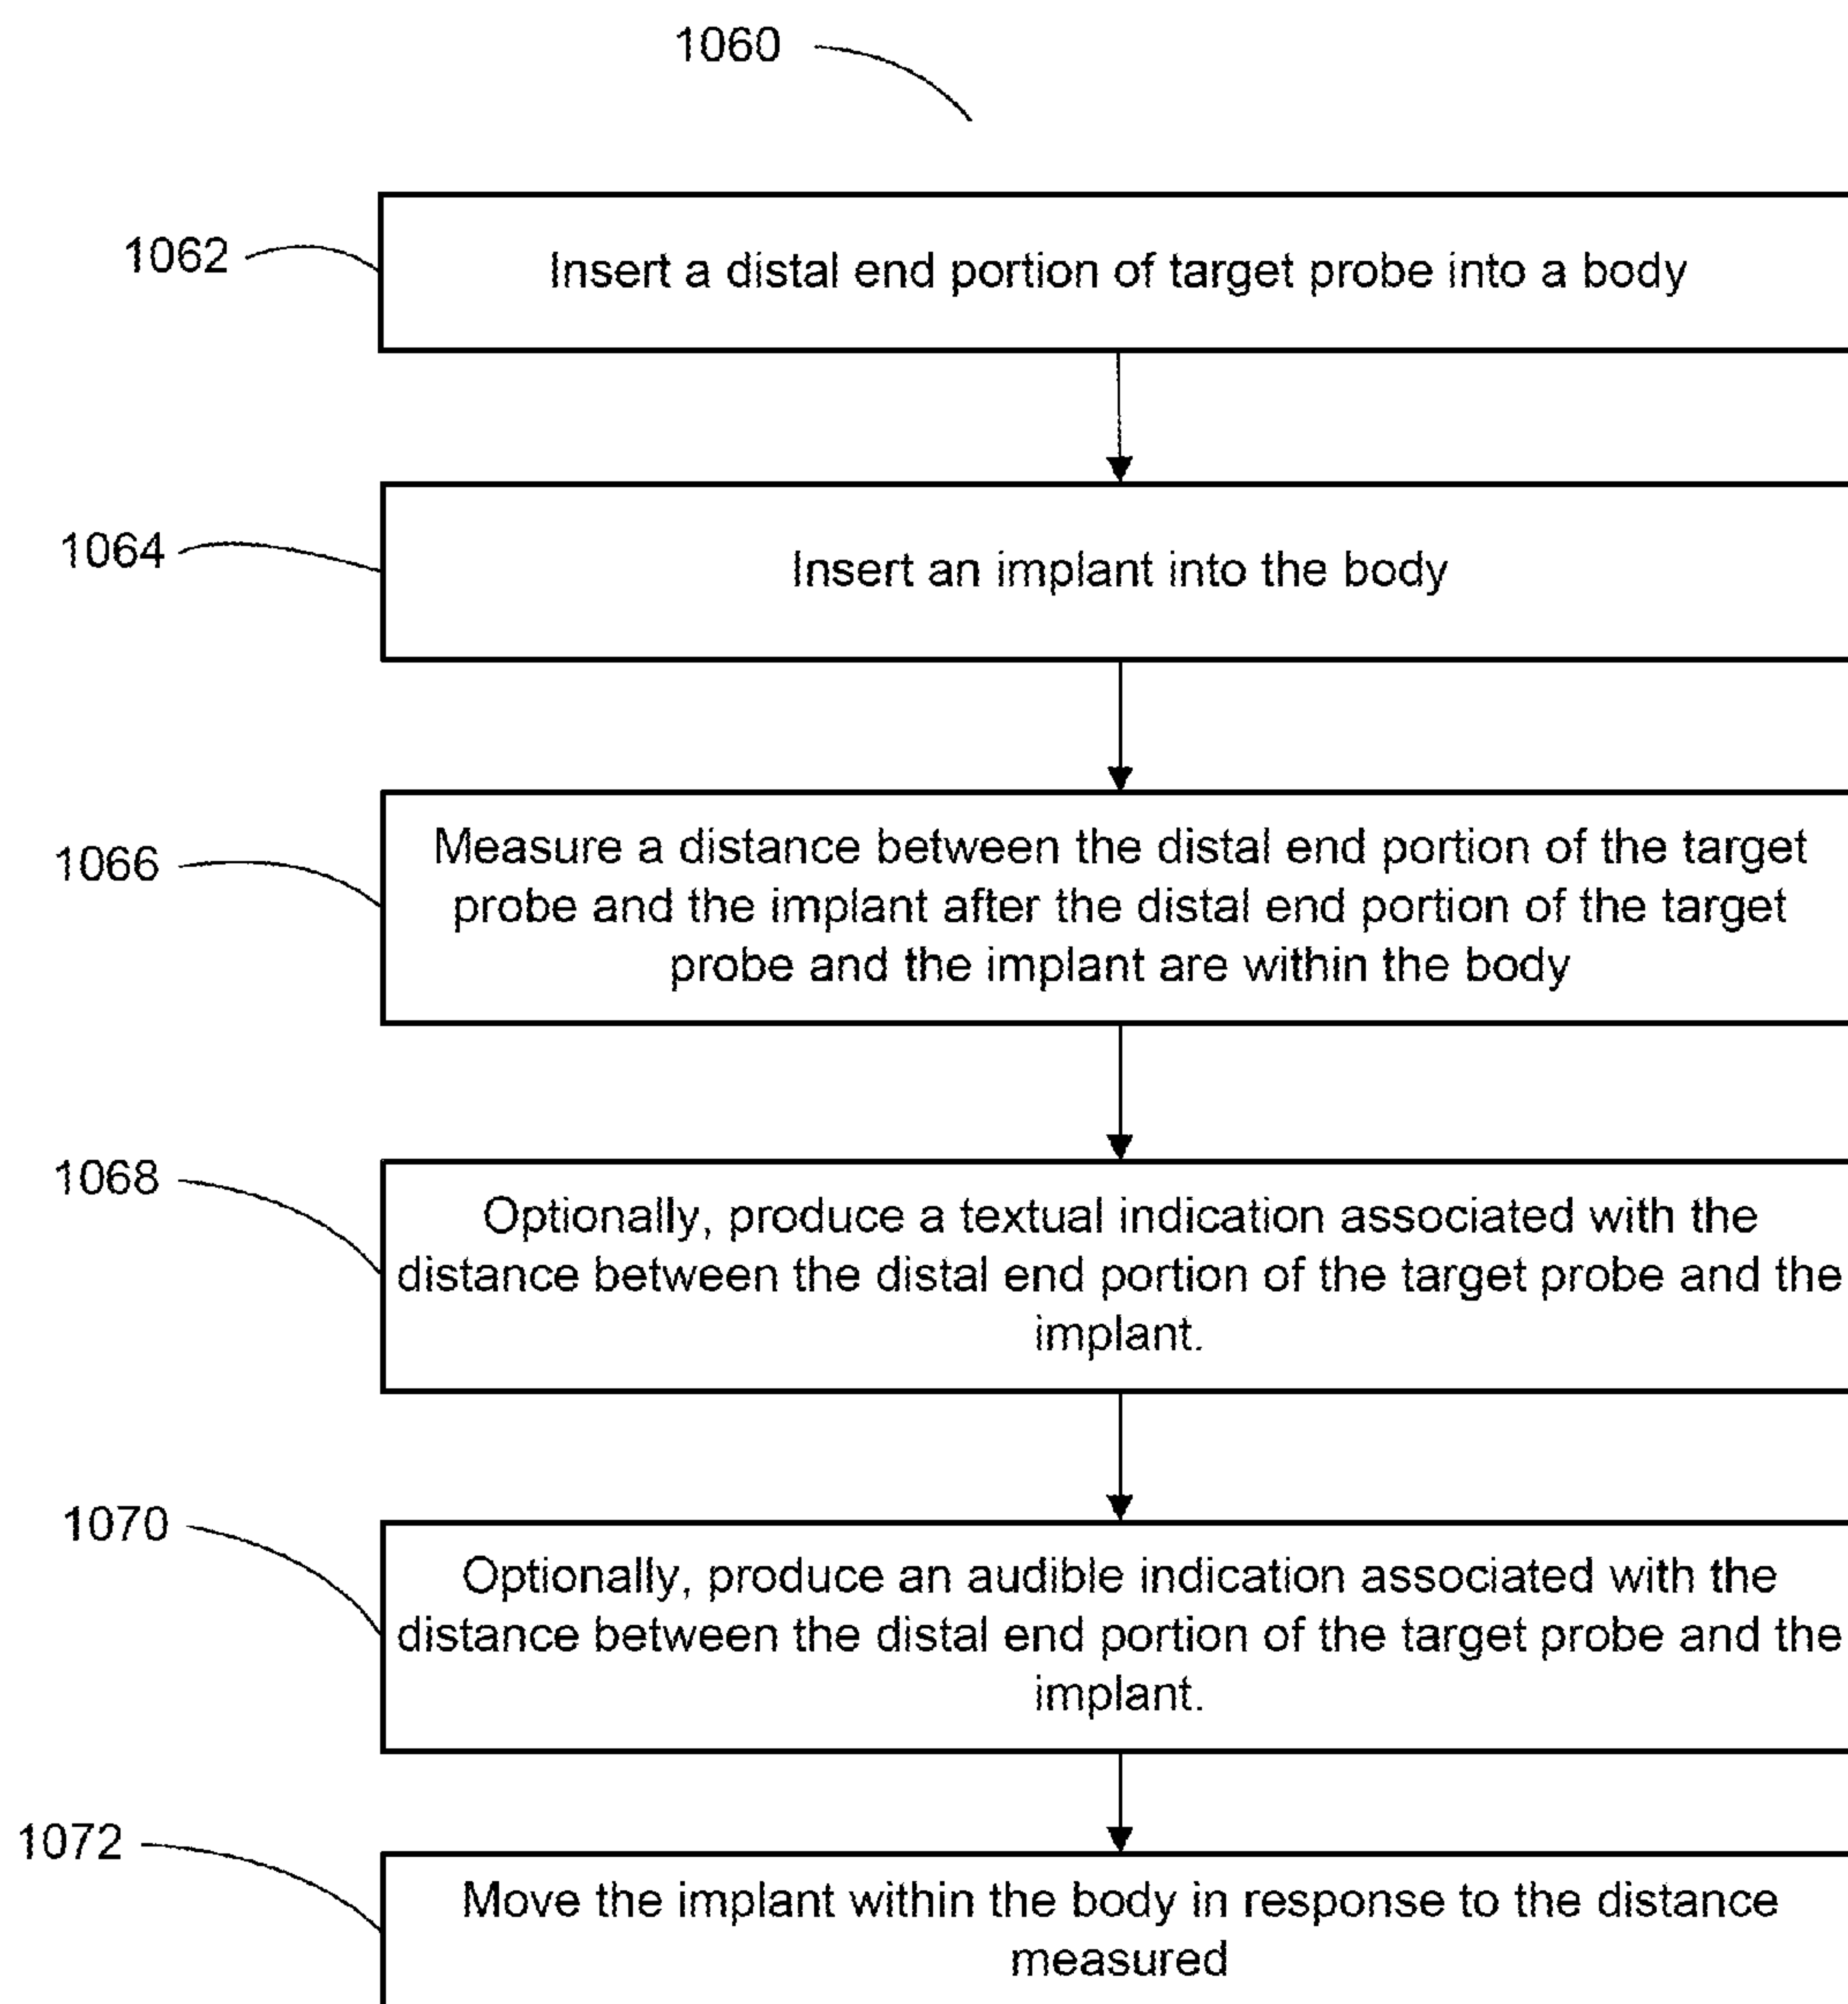 1060
1062
Insert a distal end portion of target probe into a body
1064
Insert an implant into the body
1066
Measure a distance between the distal end portion of the target
probe and the implant after the distal end portion of the target
probe and the implant are within the body
1068
Optionally, produce a textual indication associated with the
distance between the distal end portion of the target probe and the
implant.
1070
Optionally, produce an audible indication associated with the
distance between the distal end portion of the target probe and the
implant.
1072
Move the implant within the body in response to the distance
measured